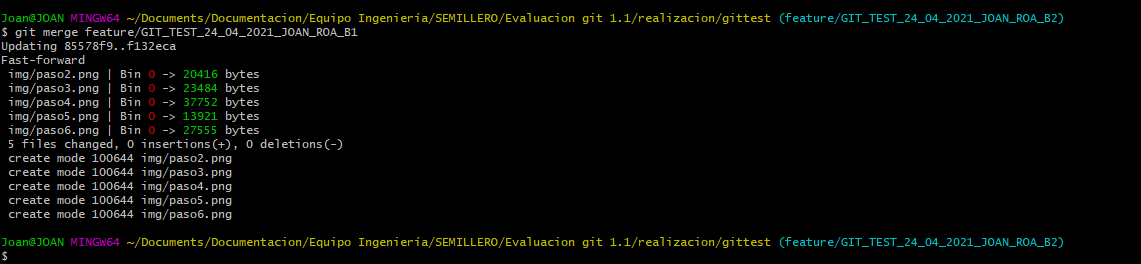 Joan@JOAN MINGW64 ~/Documents/Documentacion/Equipo Ingeniería/SEMILLERO/Evaluacion git 1.1/realizacion/gittest (feature/GIT_TEST_24_04_2021_JOAN_ROA_B2)
$ git merge feature/GIT_TEST_24_04_2021_JOAN_ROA_B1
Updating 85578f9..f132eca
Fast-forward
 img/paso2.png | Bin 0 -> 20416 bytes
 img/paso3.png | Bin 0 -> 23484 bytes
 img/paso4.png | Bin 0 -> 37752 bytes
 img/paso5.png | Bin 0 -> 13921 bytes
 img/paso6.png | Bin 0 -> 27555 bytes
 5 files changed, 0 insertions(+), 0 deletions(-)
 create mode 100644 img/paso2.png
 create mode 100644 img/paso3.png
 create mode 100644 img/paso4.png
 create mode 100644 img/paso5.png
 create mode 100644 img/paso6.png
Joan@JOAN MINGW64 ~/Documents/Documentacion/Equipo Ingeniería/SEMILLERO/Evaluacion git 1.1/realizacion/gittest (feature/GIT_TEST_24_04_2021_JOAN_ROA_B2)
$